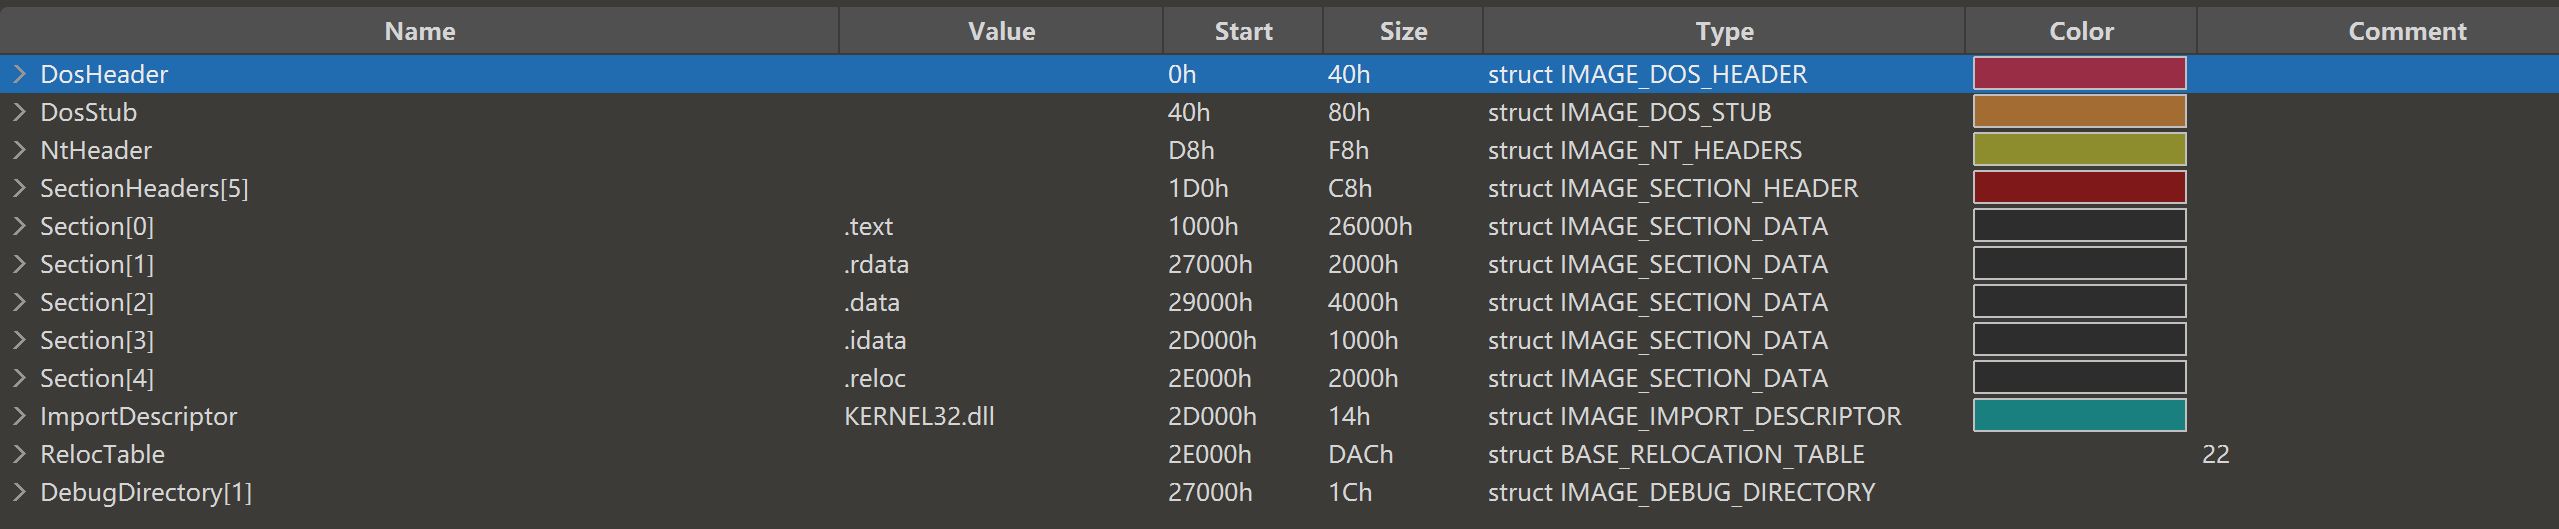 Name Value Start Size Type Color Comment
DosHeader 0h 40h struct IMAGE_DOS_HEADER
DosStub 40h 80h struct IMAGE_DOS_STUB
NtHeader D8h F8h struct IMAGE_NT_HEADERS
SectionHeaders[5] 1D0h C8h struct IMAGE_SECTION_HEADER
Section[0] .text 1000h 26000h struct IMAGE_SECTION_DATA
Section[1] .rdata 27000h 2000h struct IMAGE_SECTION_DATA
Section[2] .data 29000h 4000h struct IMAGE_SECTION_DATA
Section[3] .idata 2D000h 1000h struct IMAGE_SECTION_DATA
Section[4] .reloc 2E000h 2000h struct IMAGE_SECTION_DATA
ImportDescriptor KERNEL32.dll 2D000h 14h struct IMAGE_IMPORT_DESCRIPTOR
RelocTable 2E000h DACh struct BASE_RELOCATION_TABLE 22
DebugDirectory[1] 27000h 1Ch struct IMAGE_DEBUG_DIRECTORY